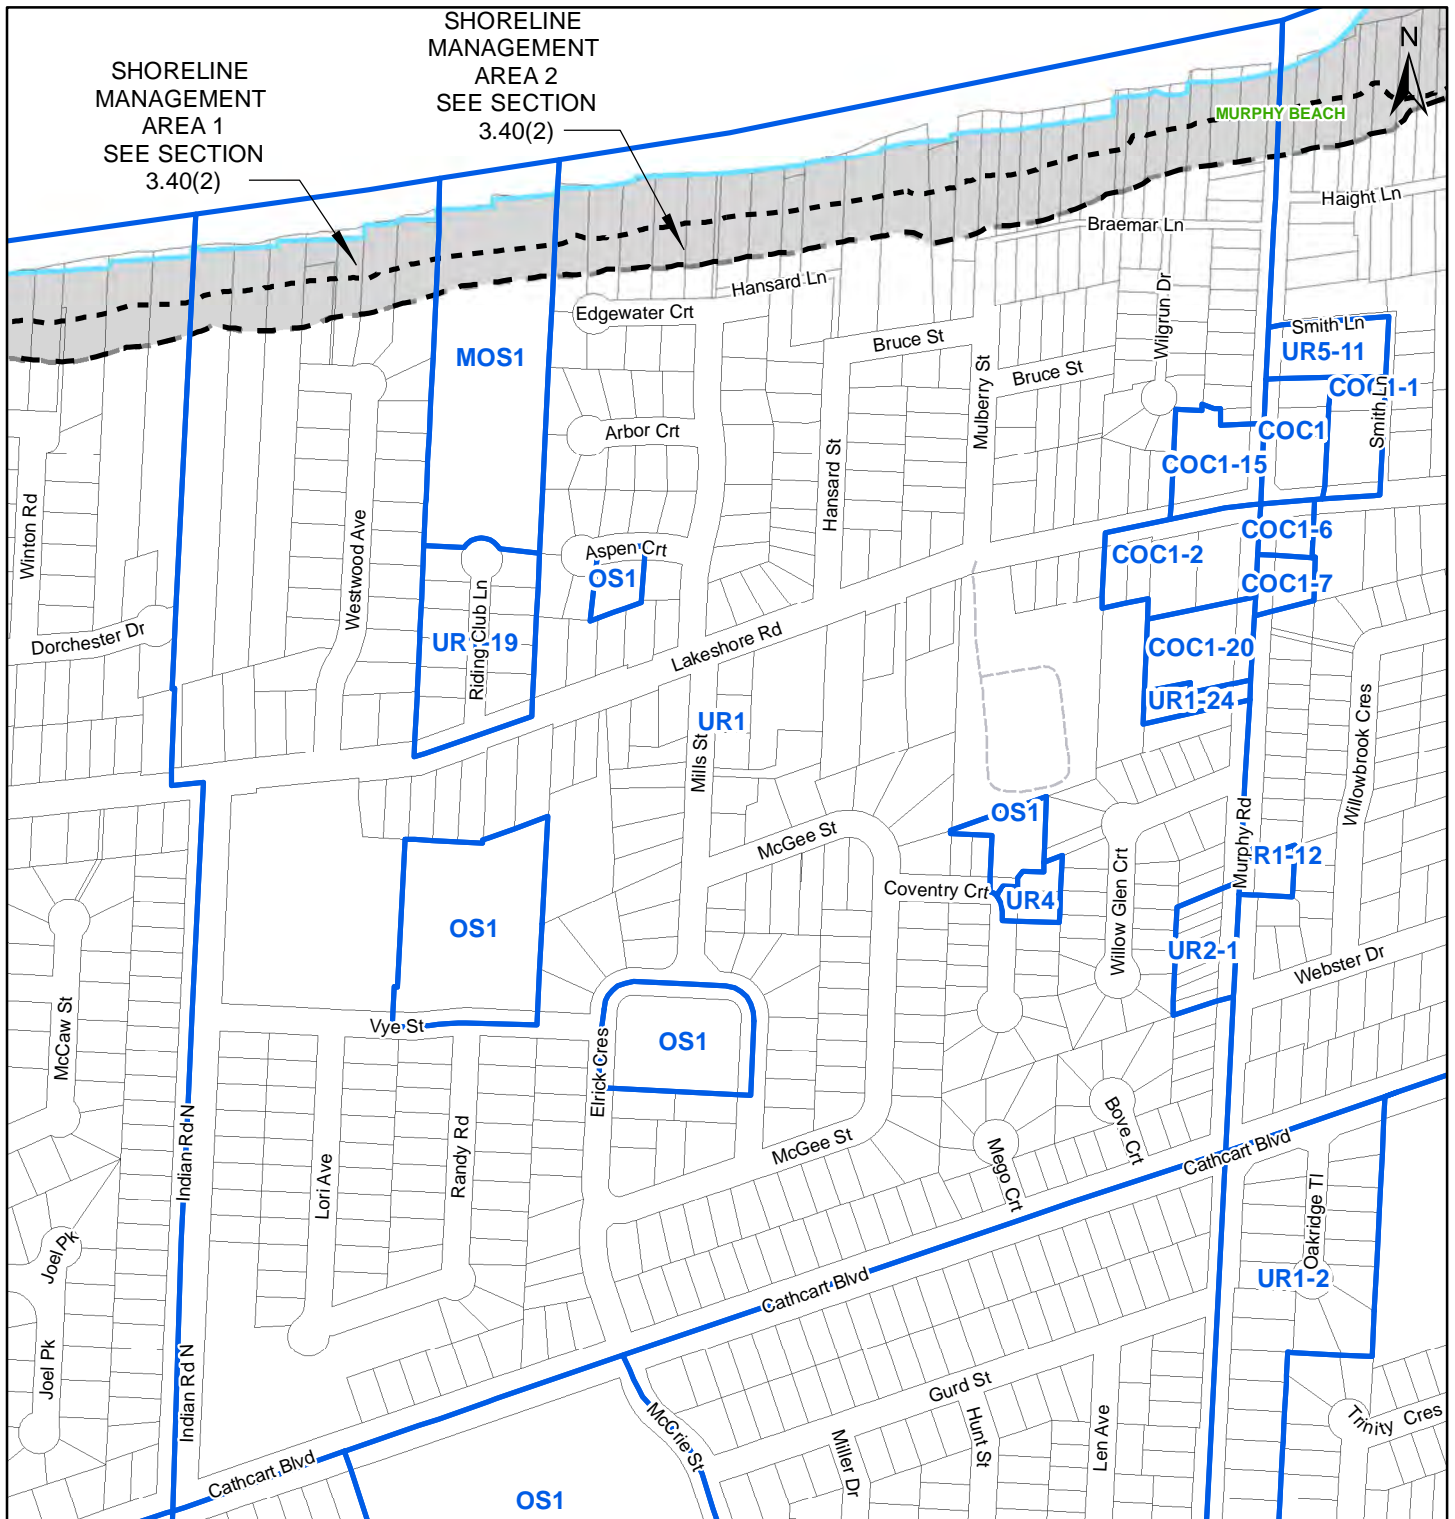 SHORELINE
MANAGEMENT
AREA 1
SEE SECTION
3.40(2)
SHORELINE
MANAGEMENT
AREA 2
SEE SECTION
3.40(2)
N
MURPHY BEACH
Haight Ln
Braemar Ln
Hansard Ln
Edgewater Crt
Wilgrun Dr
Smith Ln
UR5-11
Bruce St
MOS1
Bruce St
Mulberry St
COC1-1
Smith Ln
COC1
Arbor Crt
COC1-15
Hansard St
Winton Rd
Westwood Ave
COC1-6
Aspen Crt
OS1
COC1-2
COC1-7
Dorchester Dr
Riding Club Ln
19
Lakeshore Rd
COC1-20
UR1-24
UR1
Mills St
Willowbrook Cres
OS1
McGee St
Murphy Rd
R1-12
Coventry Crt
UR4
Willow Glen Crt
OS1
UR2-1
Webster Dr
McCaw St
Vye St
OS1
Elrick Cres
Indian Rd N
Randy Rd
Lori Ave
McGee St
Mego Crt
Bove Crt
Cathcart Blvd
Oakridge Tl
UR1-2
Joel Pk
Cathcart Blvd
Joel Pk
Indian Rd N
Gurd St
McCrie St
Miller Dr
Hunt St
Len Ave
Trinity Cres
Cathcart Blvd
OS1